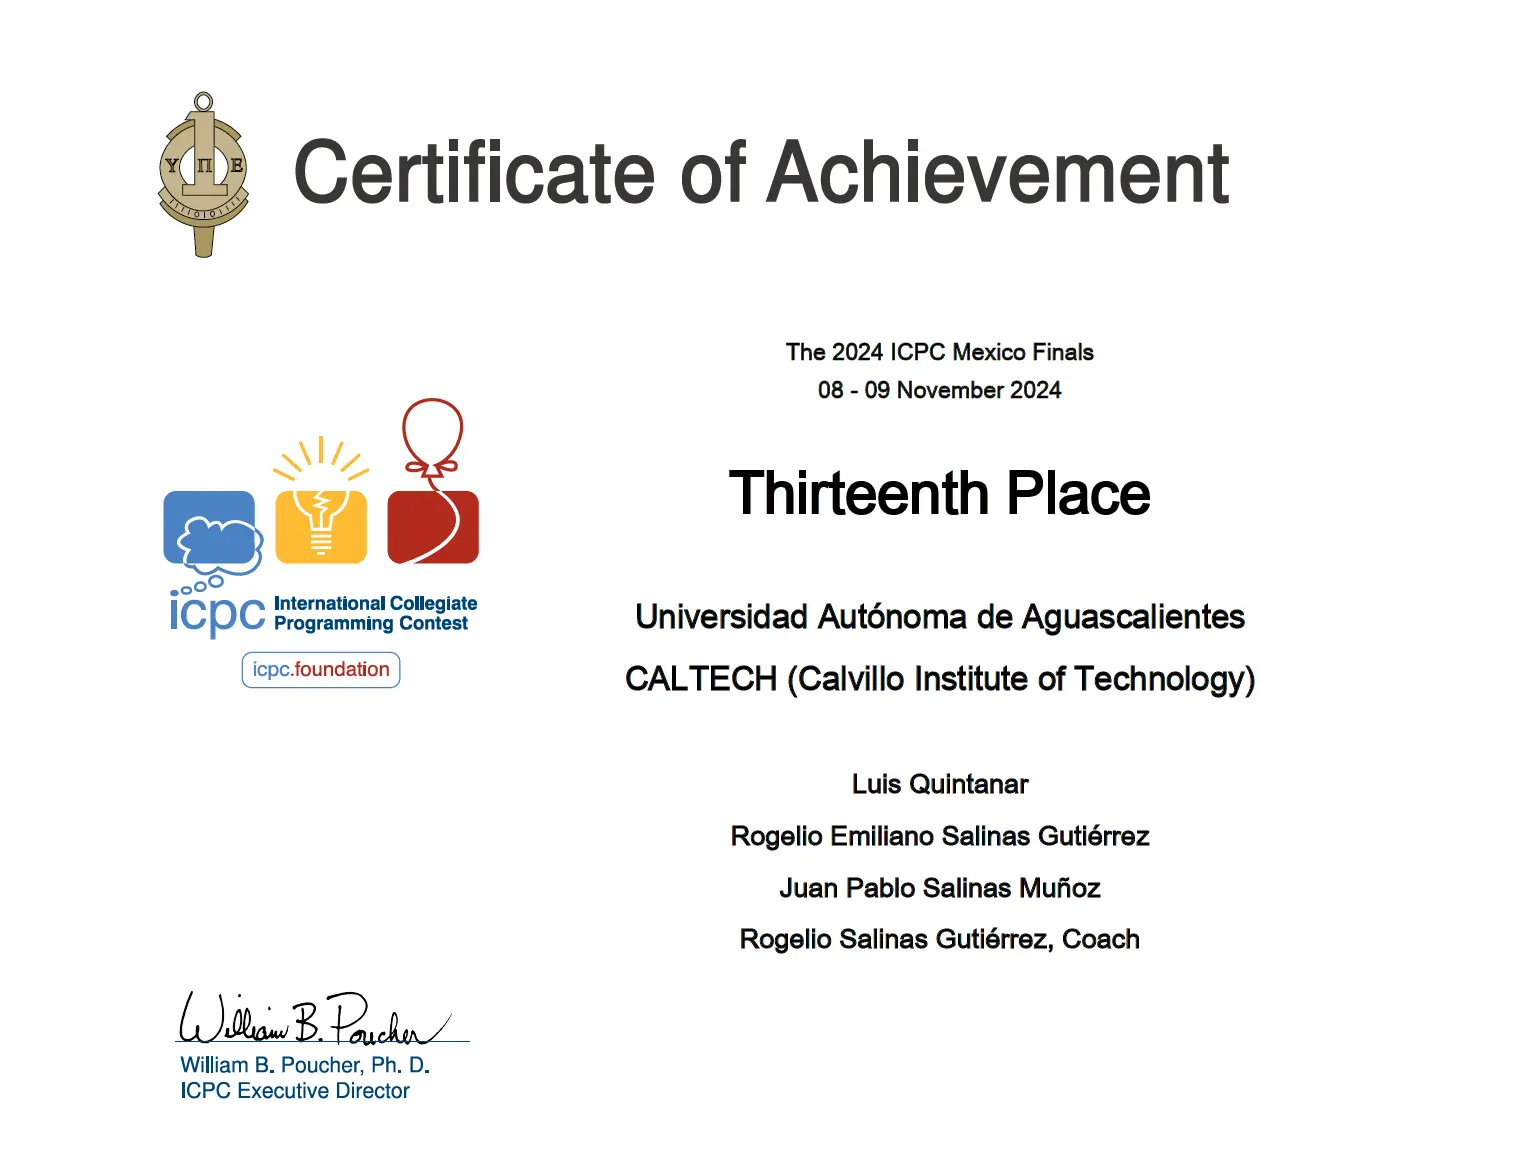 Υ Π Ε
Certificate of Achievement
The 2024 ICPC Mexico Finals
08 - 09 November 2024
Thirteenth Place
icpc International Collegiate
Programming Contest
icpc.foundation
Universidad Autónoma de Aguascalientes
CALTECH (Calvillo Institute of Technology)
Luis Quintanar
Rogelio Emiliano Salinas Gutiérrez
Juan Pablo Salinas Muñoz
Rogelio Salinas Gutiérrez, Coach
William B. Poucher
William B. Poucher, Ph. D.
ICPC Executive Director